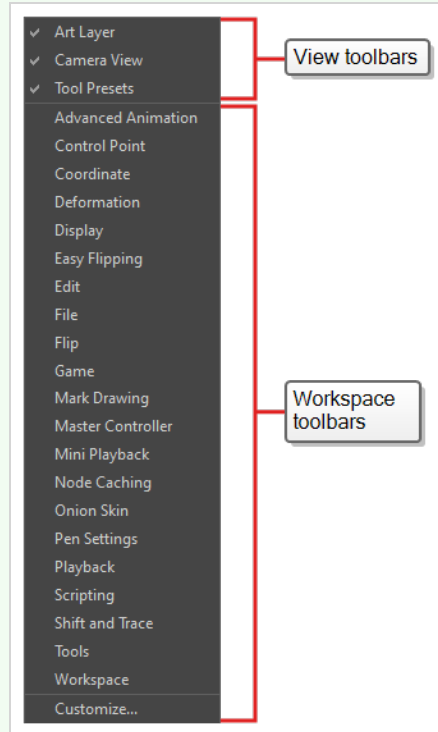 Art Layer
Camera View
Tool Presets
View toolbars
Advanced Animation
Control Point
Coordinate
Deformation
Display
Easy Flipping
Edit
File
Flip
Game
Mark Drawing
Master Controller
Mini Playback
Node Caching
Onion Skin
Pen Settings
Playback
Scripting
Shift and Trace
Tools
Workspace
Customize...
Workspace
toolbars